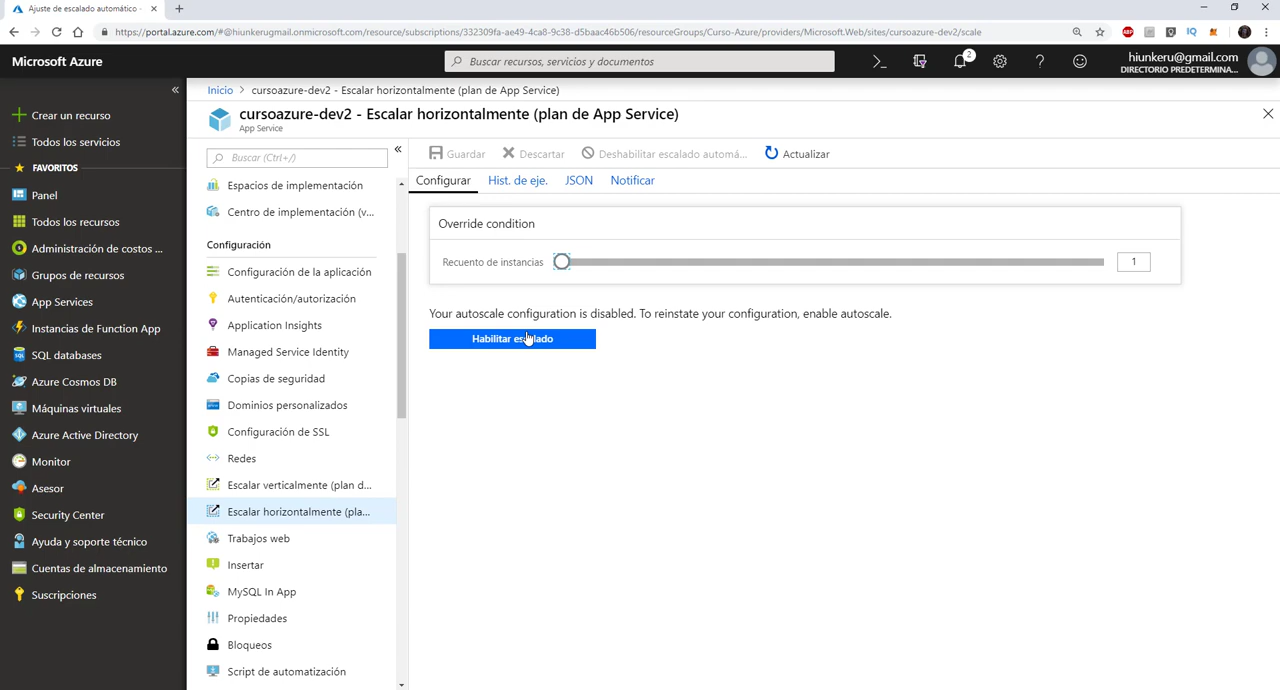 Ajuste de escalado automático -
https://portal.azure.com/#@hiunkerugmail.onmicrosoft.com/resource/subscriptions/332309fa-ae49-4ca8-9c38-d5baac46b506/resourceGroups/Curso-Azure/providers/Microsoft.Web/sites/cursoazure-dev2/scale
ABP
IQ
Microsoft Azure
Buscar recursos, servicios y documentos
2
hiunkeru@gmail.com
DIRECTORIO PREDETERMINA...
Crear un recurso
Todos los servicios
FAVORITOS
Panel
Todos los recursos
Administración de costos ...
Grupos de recursos
App Services
Instancias de Function App
SQL databases
Azure Cosmos DB
Máquinas virtuales
Azure Active Directory
Monitor
Asesor
Security Center
Ayuda y soporte técnico
Cuentas de almacenamiento
Suscripciones
Inicio > cursoazure-dev2 - Escalar horizontalmente (plan de App Service)
cursoazure-dev2 - Escalar horizontalmente (plan de App Service)
App Service
Buscar (Ctrl+/)
Espacios de implementación
Centro de implementación (v...
Configuración
Configuración de la aplicación
Autenticación/autorización
Application Insights
Managed Service Identity
Copias de seguridad
Dominios personalizados
Configuración de SSL
Redes
Escalar verticalmente (plan d...
Escalar horizontalmente (pla...
Trabajos web
Insertar
MySQL In App
Propiedades
Bloqueos
Script de automatización
Guardar
Descartar
Deshabilitar escalado automá...
Actualizar
Configurar
Hist. de eje.
JSON
Notificar
Override condition
Recuento de instancias
1
Your autoscale configuration is disabled. To reinstate your configuration, enable autoscale.
Habilitar escalado